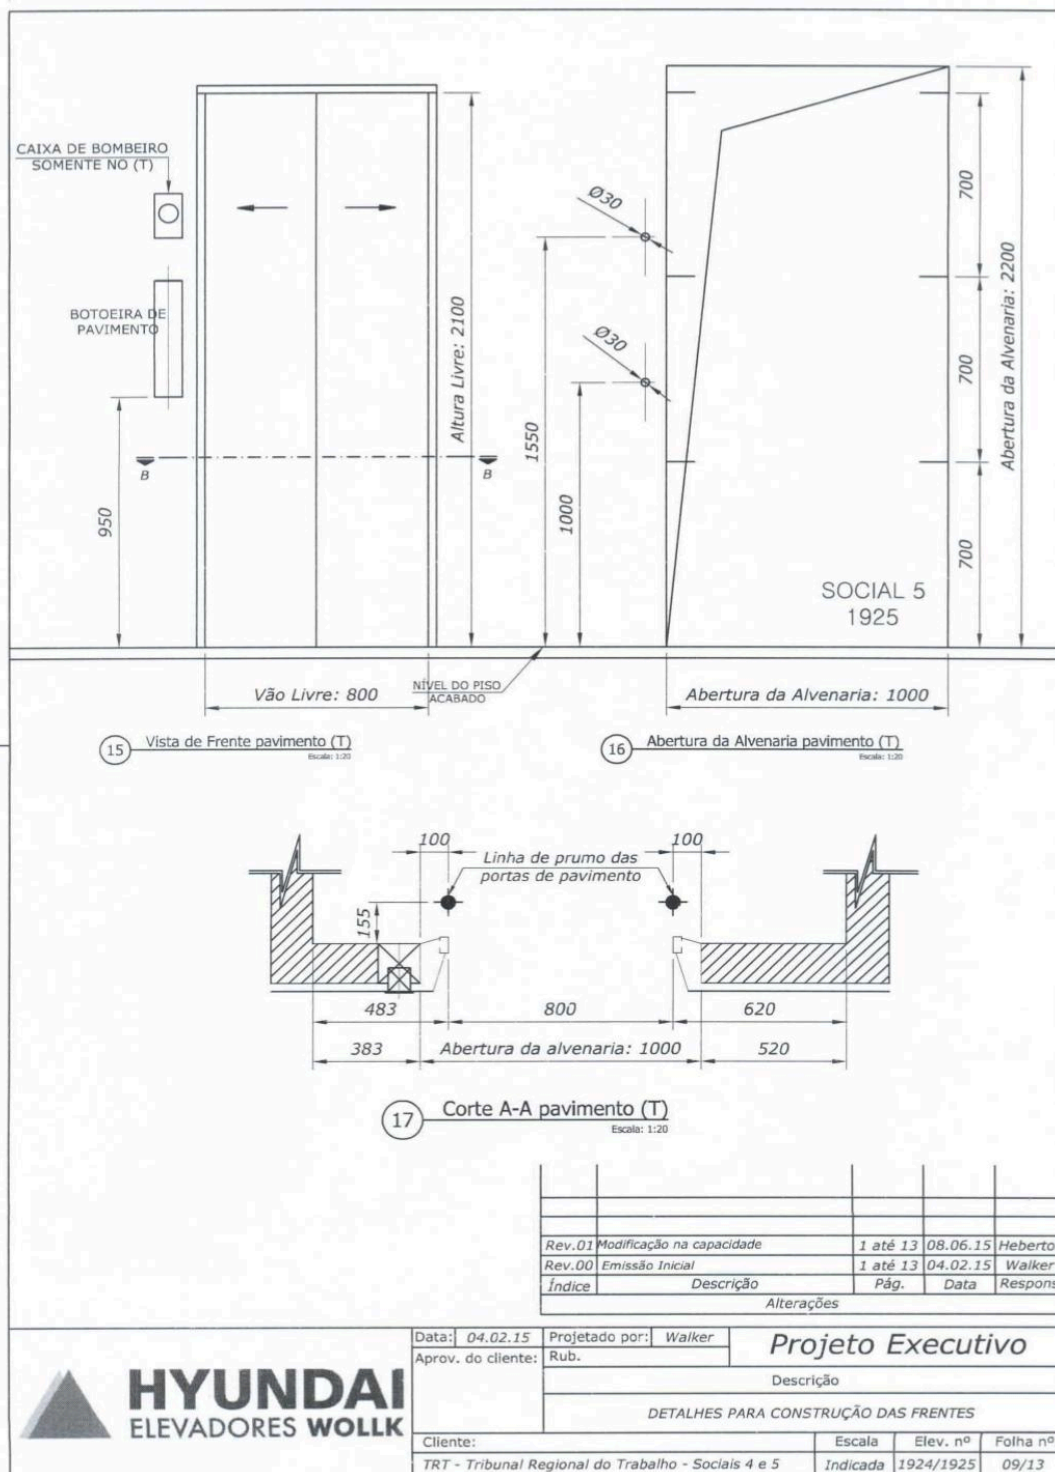 CAIXA DE BOMBEIRO
SOMENTE NO (T)
BOTOEIRA DE
PAVIMENTO
950
B
B
Altura Livre: 2100
Vão Livre: 800
NÍVEL DO PISO
ACABADO
15 Vista de Frente pavimento (T)
Escala: 1:20
Ø30
Ø30
1550
1000
700
700
700
Abertura da Alvenaria: 2200
SOCIAL 5
1925
Abertura da Alvenaria: 1000
16 Abertura da Alvenaria pavimento (T)
Escala: 1:20
100
100
Linha de prumo das
portas de pavimento
155
483
800
620
383
Abertura da alvenaria: 1000
520
17 Corte A-A pavimento (T)
Escala: 1:20
Rev.01 Modificação na capacidade 1 até 13 08.06.15 Heberto
Rev.00 Emissão Inicial 1 até 13 04.02.15 Walker
Índice Descrição Pág. Data Respons
Alterações
HYUNDAI
ELEVADORES WOLLK
Data: 04.02.15 Projetado por: Walker Projeto Executivo
Aprov. do cliente: Rub.
Descrição
DETALHES PARA CONSTRUÇÃO DAS FRENTES
Cliente: Escala Elev. nº Folha nº
TRT - Tribunal Regional do Trabalho - Sociais 4 e 5 Indicada 1924/1925 09/13